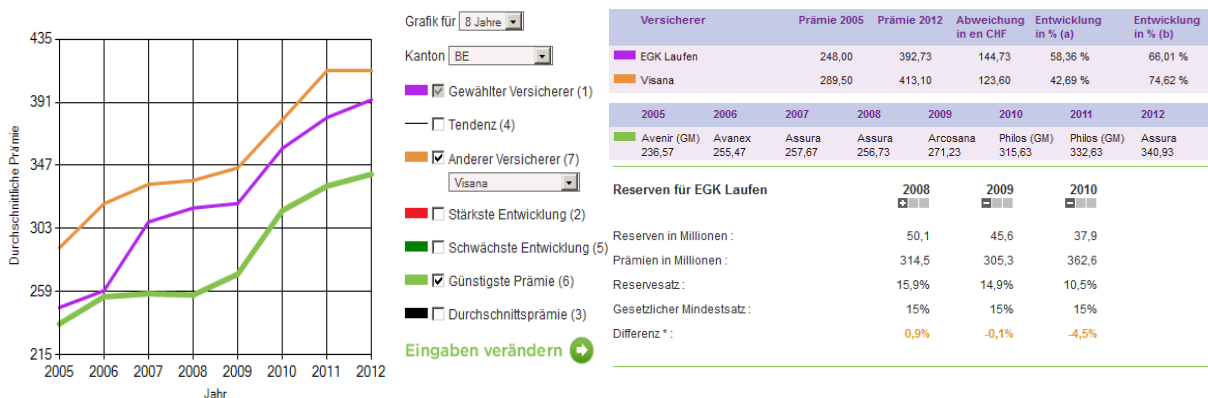 Durchschnittliche Prämie
435
391
347
303
259
215
2005 2006 2007 2008 2009 2010 2011 2012
Jahr
Grafik für 8 Jahre
Kanton BE
Gewählter Versicherer (1)
Tendenz (4)
Anderer Versicherer (7)
Visana
Stärkste Entwicklung (2)
Schwächste Entwicklung (5)
Günstigste Prämie (6)
Durchschnittsprämie (3)
Eingaben verändern
Versicherer Prämie 2005 Prämie 2012 Abweichung Entwicklung Entwicklung
in en CHF in % (a) in % (b)
EGK Laufen 248,00 392,73 144,73 58,36 % 66,01 %
Visana 289,50 413,10 123,60 42,69 % 74,62 %
2005 2006 2007 2008 2009 2010 2011 2012
Avenir (GM) Avanex Assura Assura Arcosana Philos (GM) Philos (GM) Assura
236,57 255,47 257,67 256,73 271,23 315,63 332,63 340,93
Reserven für EGK Laufen 2008 2009 2010
Reserven in Millionen : 50,1 45,6 37,9
Prämien in Millionen : 314,5 305,3 362,6
Reservesatz : 15,9% 14,9% 10,5%
Gesetzlicher Mindestsatz : 15% 15% 15%
Differenz * : 0,9% -0,1% -4,5%